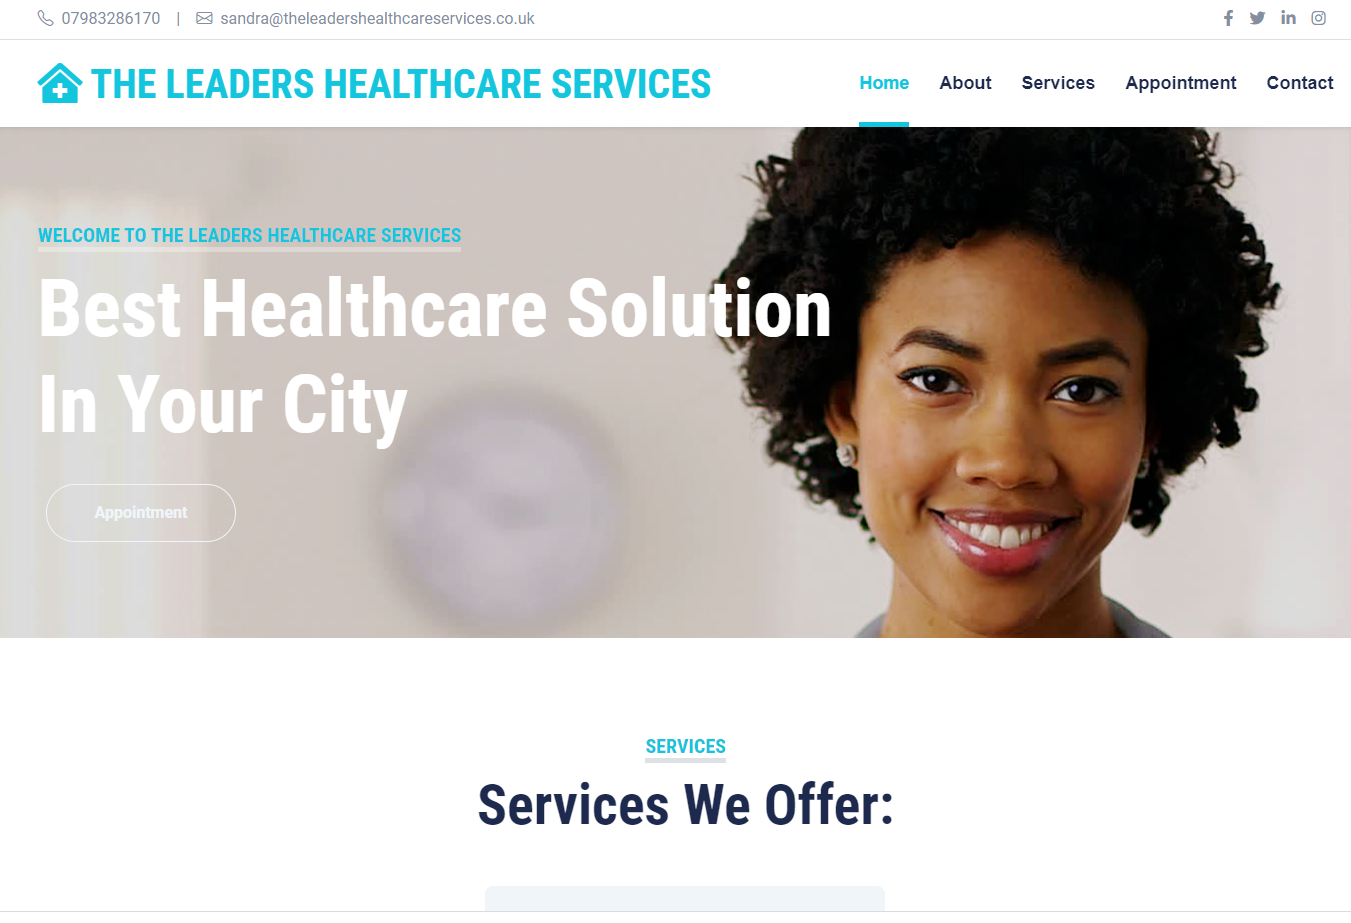 07983286170 | sandra@theleadershealthcareservices.co.uk
THE LEADERS HEALTHCARE SERVICES
Home About Services Appointment Contact
WELCOME TO THE LEADERS HEALTHCARE SERVICES
Best Healthcare Solution
In Your City
Appointment
SERVICES
Services We Offer: